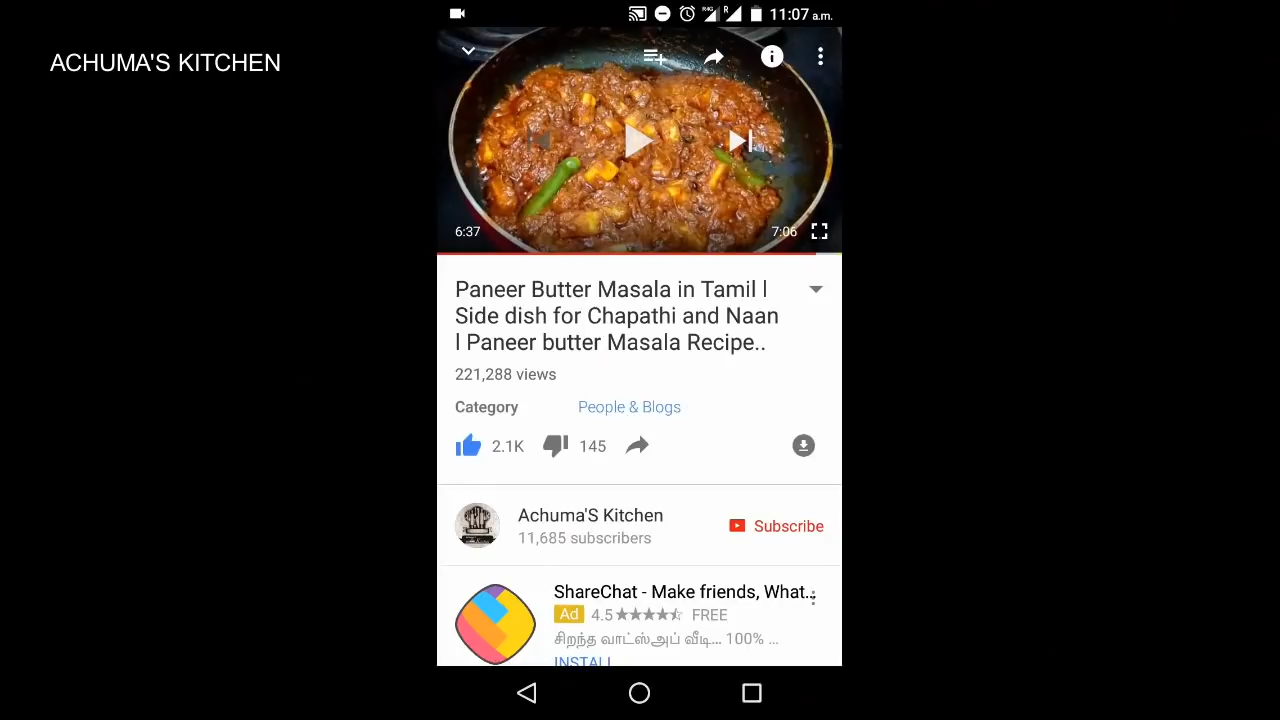 ACHUMA'S KITCHEN
11:07 a.m.
6:37
7:06
Paneer Butter Masala in Tamil l
Side dish for Chapathi and Naan
l Paneer butter Masala Recipe..
221,288 views
Category People & Blogs
2.1K 145
Achuma'S Kitchen
11,685 subscribers
Subscribe
ShareChat - Make friends, What..
Ad 4.5 FREE
சிறந்த வாட்ஸ்அப் வீடி... 100% ...
INSTALL